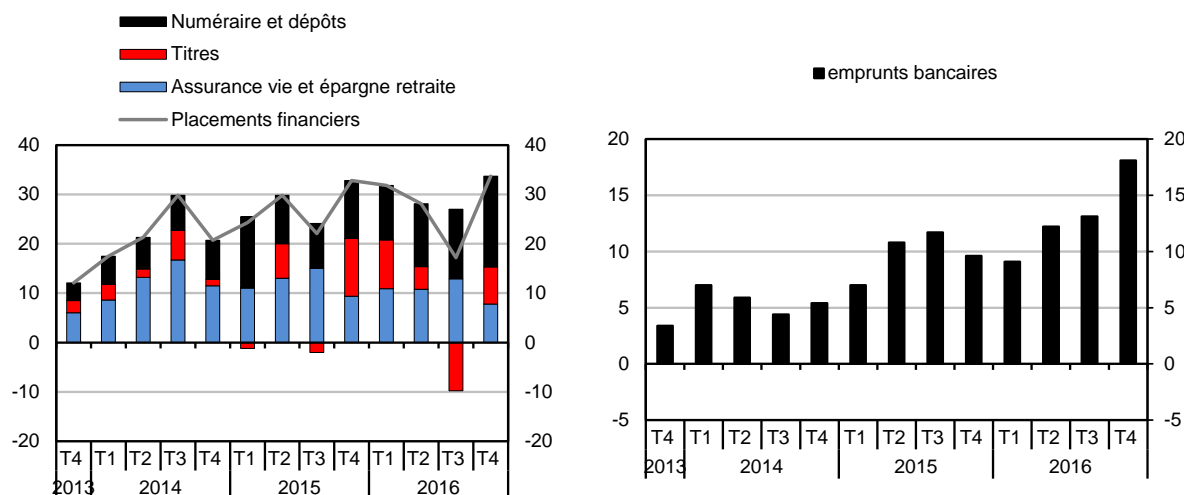 Numéraire et dépôts
Titres
Assurance vie et épargne retraite
Placements financiers
40 40
30 30
20 20
10 10
0 0
-10 -10
-20 -20
T4 T1 T2 T3 T4 T1 T2 T3 T4 T1 T2 T3 T4
2013 2014 2015 2016
emprunts bancaires
20 20
15 15
10 10
5 5
0 0
-5 -5
T4 T1 T2 T3 T4 T1 T2 T3 T4 T1 T2 T3 T4
2013 2014 2015 2016